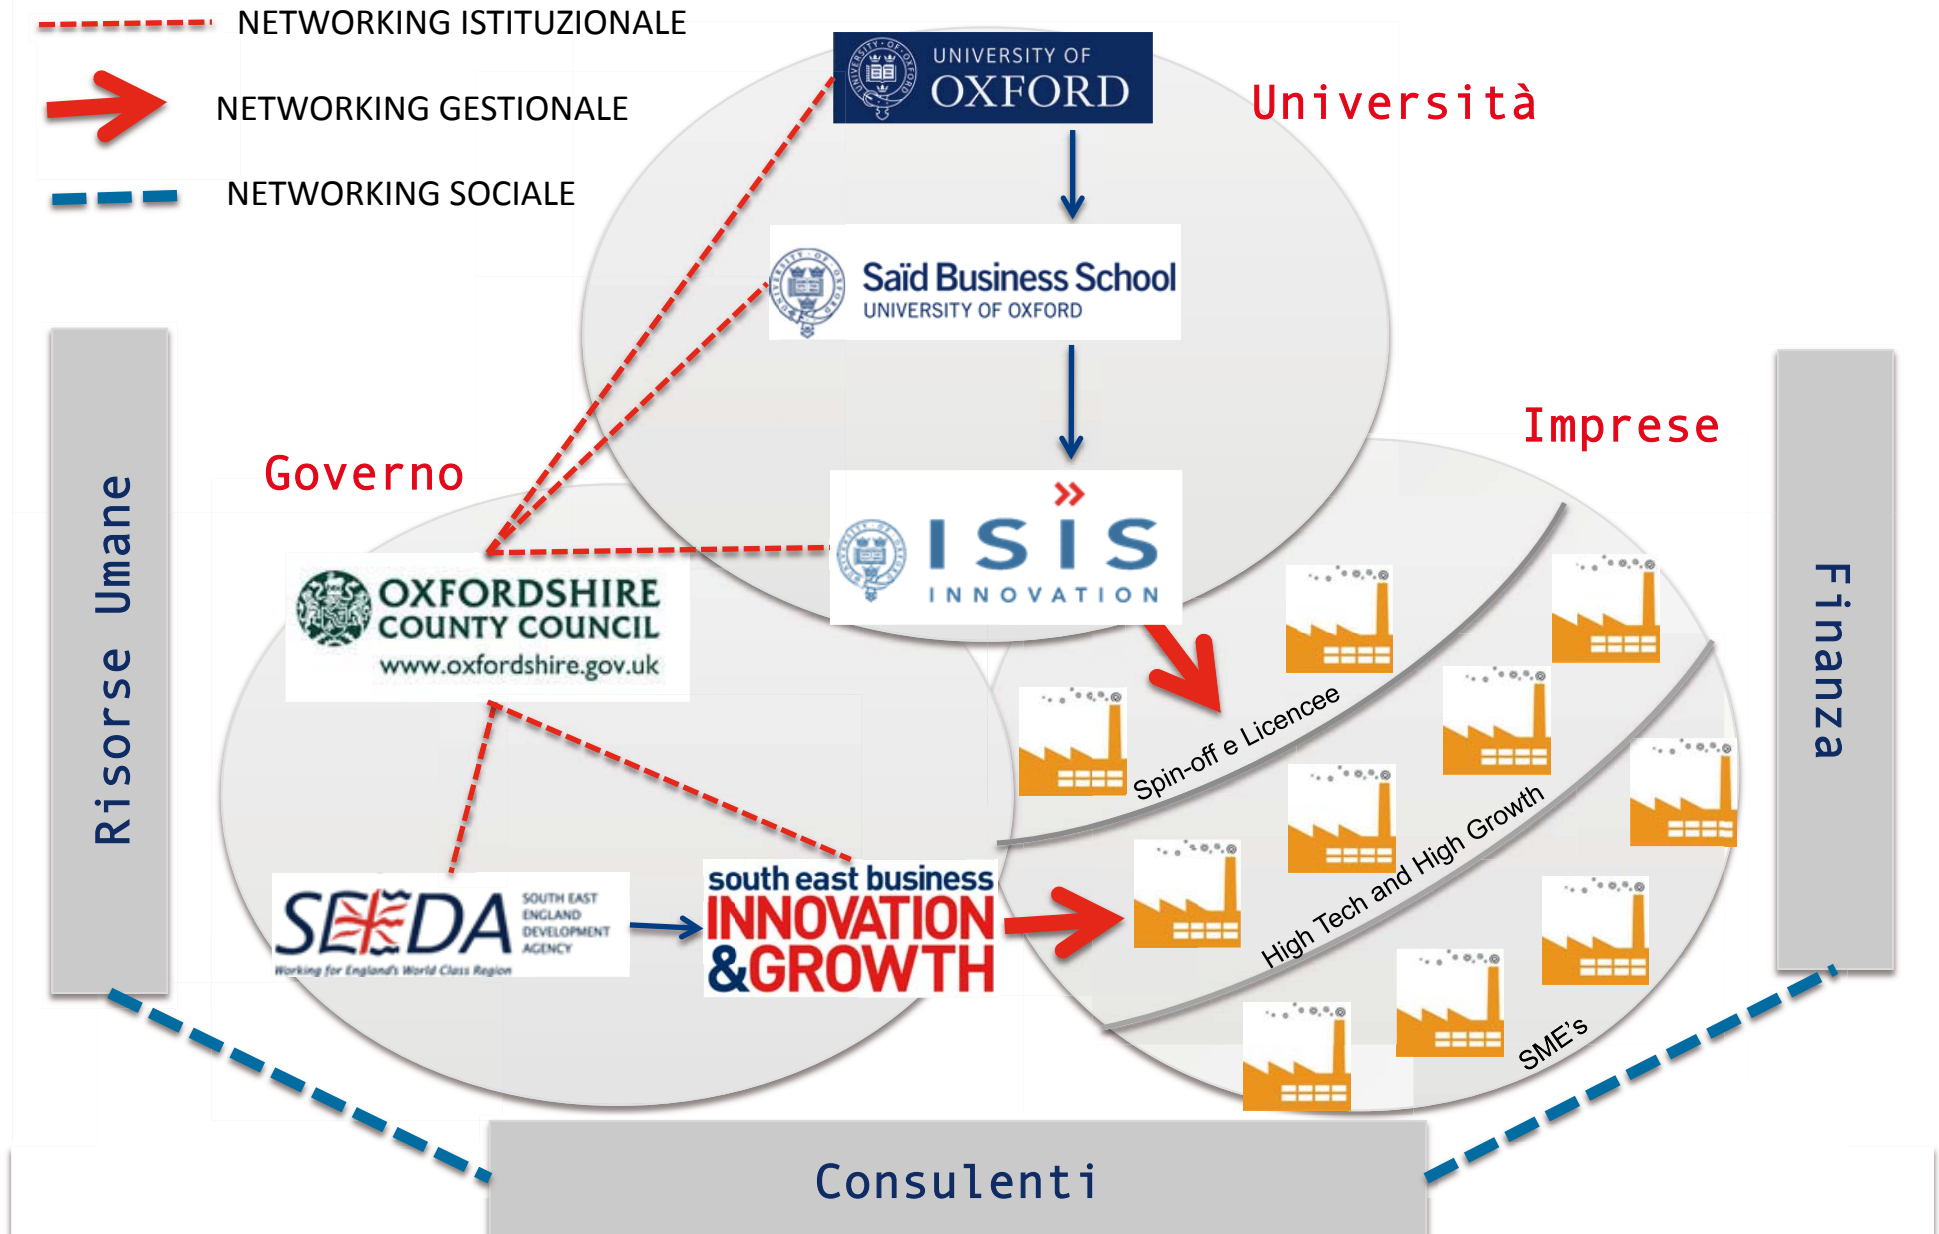 NETWORKING ISTITUZIONALE
NETWORKING GESTIONALE
NETWORKING SOCIALE
UNIVERSITY OF
OXFORD
Università
Saïd Business School
UNIVERSITY OF OXFORD
Imprese
Governo
ISIS
INNOVATION
OXFORDSHIRE
COUNTY COUNCIL
www.oxfordshire.gov.uk
Risorse Umane
Finanza
Spin-off e Licencee
High Tech and High Growth
SME's
SEEDA
SOUTH EAST
ENGLAND
DEVELOPMENT
AGENCY
Working for England's World Class Region
south east business
INNOVATION
&GROWTH
Consulenti